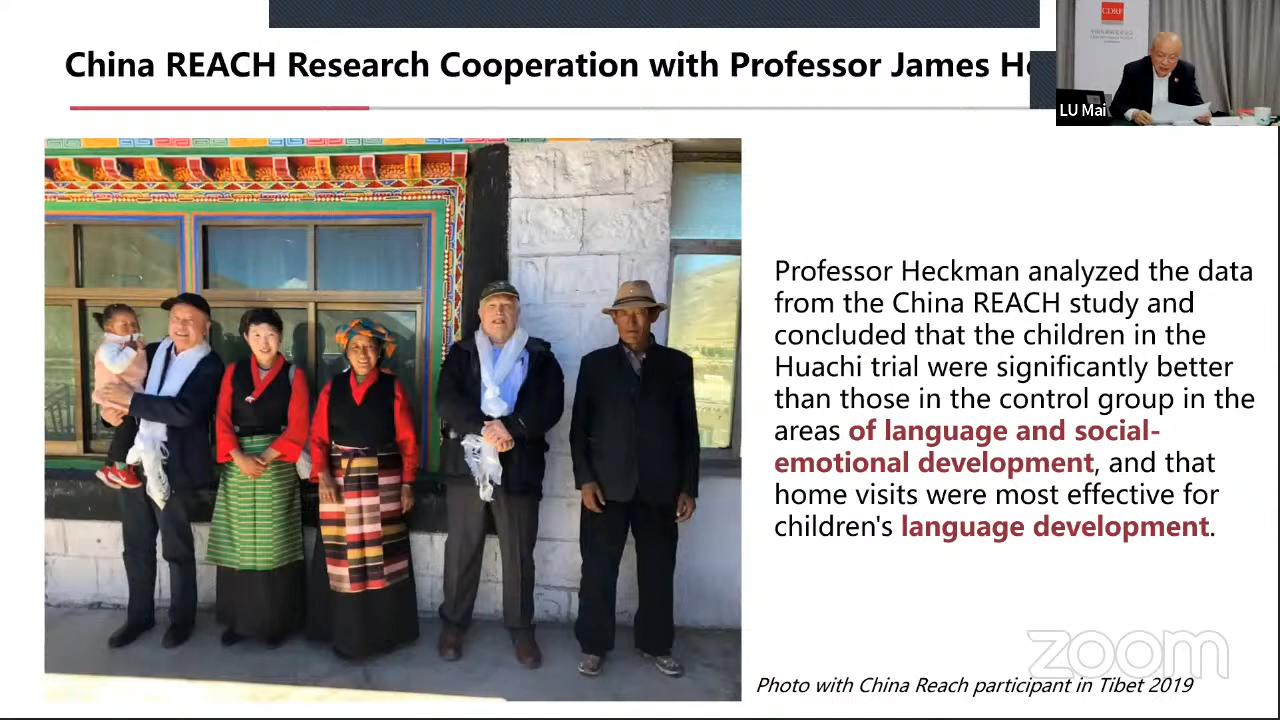 China REACH Research Cooperation with Professor James
CDRF
LU Mai
Professor Heckman analyzed the data
from the China REACH study and
concluded that the children in the
Huachi trial were significantly better
than those in the control group in the
areas of language and social-
emotional development, and that
home visits were most effective for
children's language development.
zoom
Photo with China Reach participant in Tibet 2019